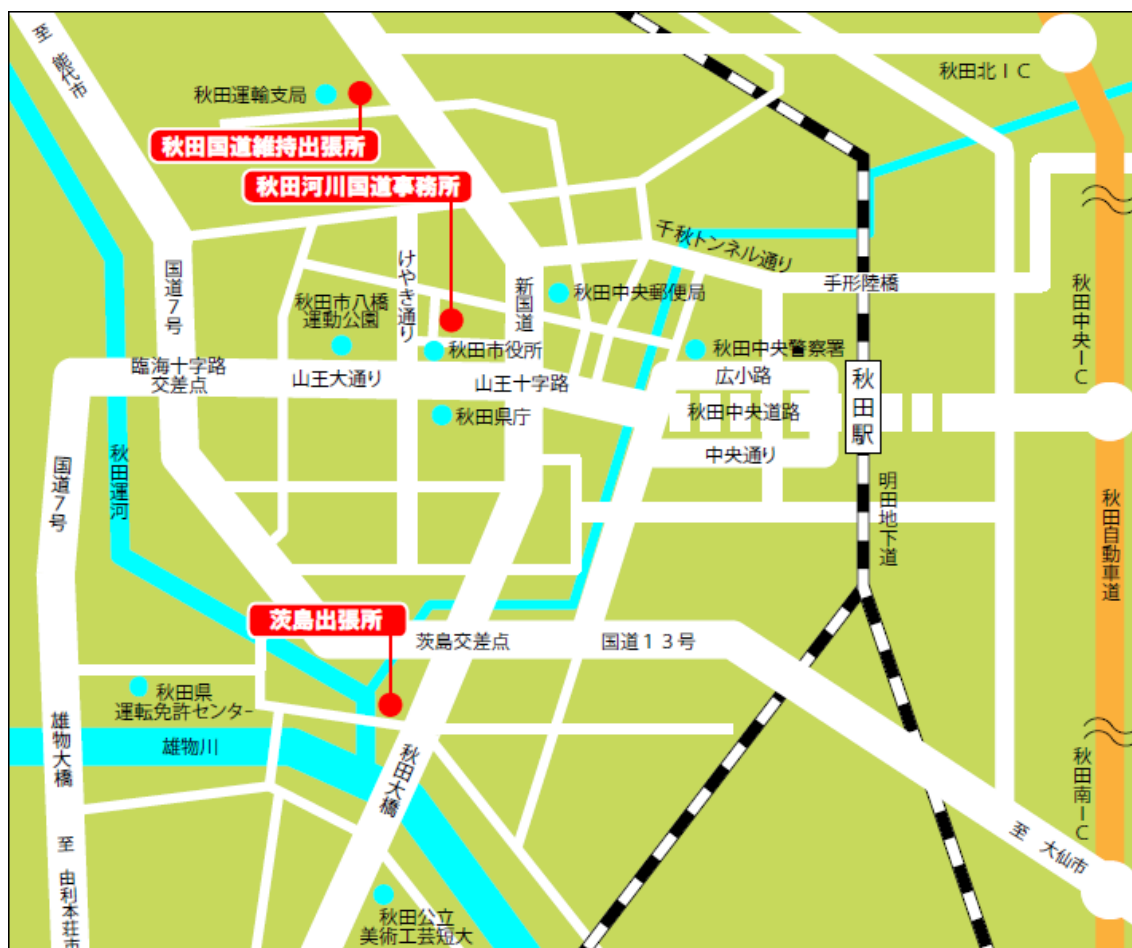 至 能代市
秋田運輸支局
秋田北IC
秋田国道維持出張所
秋田河川国道事務所
千秋トンネル通り
手形陸橋
国道7号
けやき通り
新国道
秋田中央郵便局
秋田中央IC
秋田市八橋
運動公園
秋田市役所
秋田中央警察署
臨海十字路
交差点
山王大通り
山王十字路
広小路
秋田駅
秋田県庁
秋田中央道路
中央通り
国道7号
秋田運河
明田地下道
秋田自動車道
茨島出張所
茨島交差点
国道13号
秋田県
運転免許センター
雄物大橋
雄物川
秋田大橋
秋田南IC
至 大仙市
至 由利本荘市
秋田公立
美術工芸短大